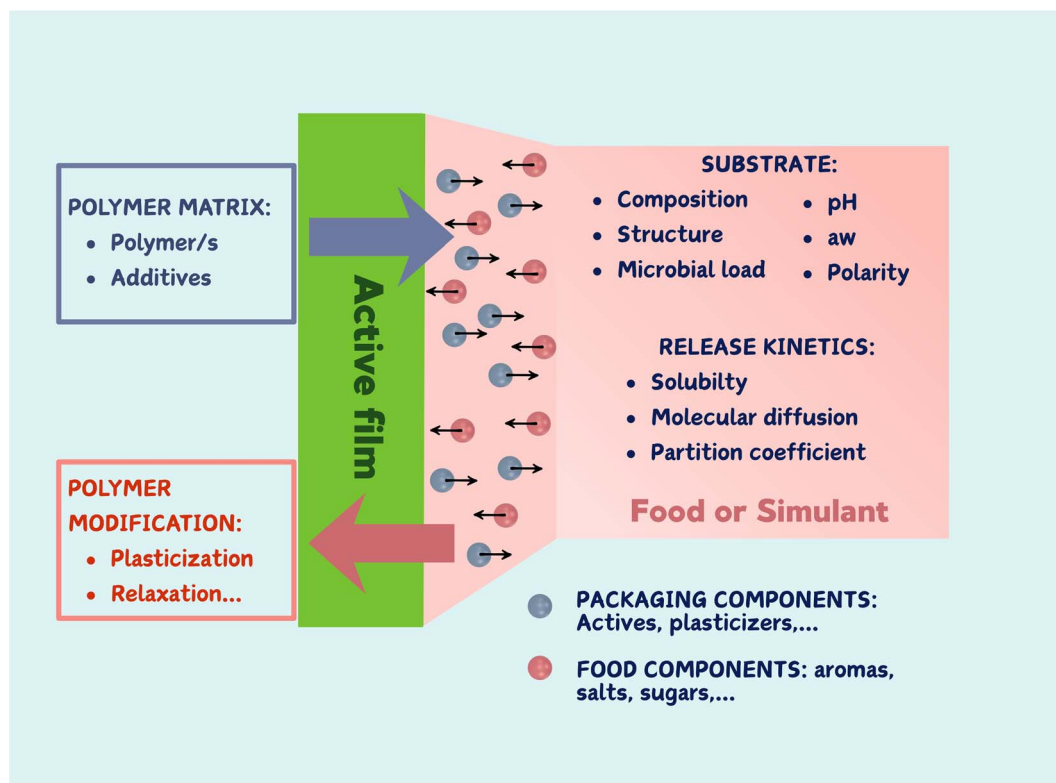 POLYMER MATRIX:
• Polymer/s
• Additives
POLYMER
MODIFICATION:
• Plasticization
• Relaxation...
Active film
SUBSTRATE:
• Composition
• Structure
• Microbial load
• pH
• aw
• Polarity
RELEASE KINETICS:
• Solubilty
• Molecular diffusion
• Partition coefficient
Food or Simulant
PACKAGING COMPONENTS:
Actives, plasticizers,...
FOOD COMPONENTS: aromas,
salts, sugars,...